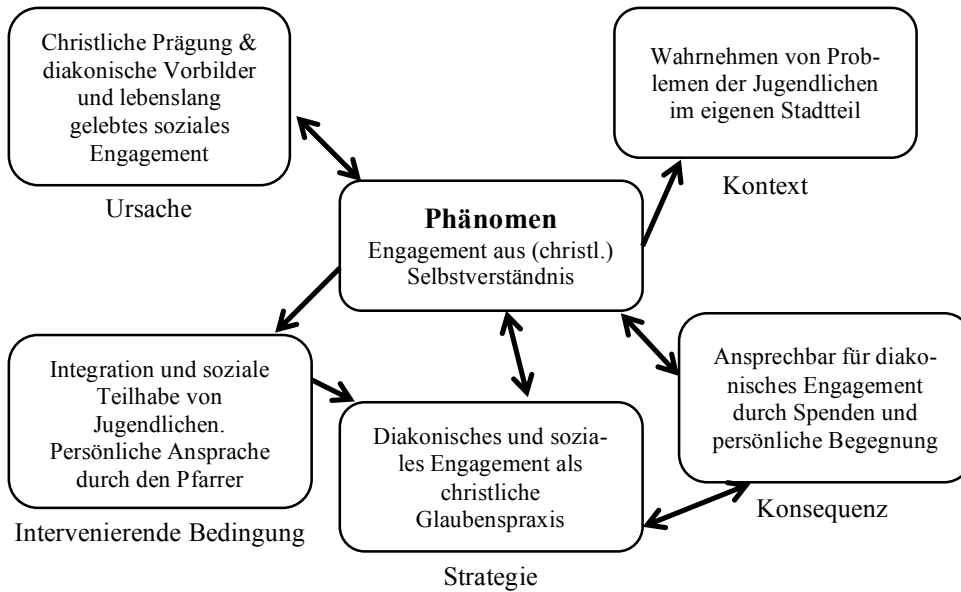 Christliche Prägung &
diakonische Vorbilder
und lebenslang
gelebtes soziales
Engagement
Ursache
Wahrnehmen von Prob-
lemen der Jugendlichen
im eigenen Stadtteil
Kontext
Phänomen
Engagement aus (christl.)
Selbstverständnis
Integration und soziale
Teilhabe von
Jugendlichen.
Persönliche Ansprache
durch den Pfarrer
Intervenierende Bedingung
Diakonisches und sozia-
les Engagement als
christliche
Glaubenspraxis
Strategie
Ansprechbar für diako-
nisches Engagement
durch Spenden und
persönliche Begegnung
Konsequenz